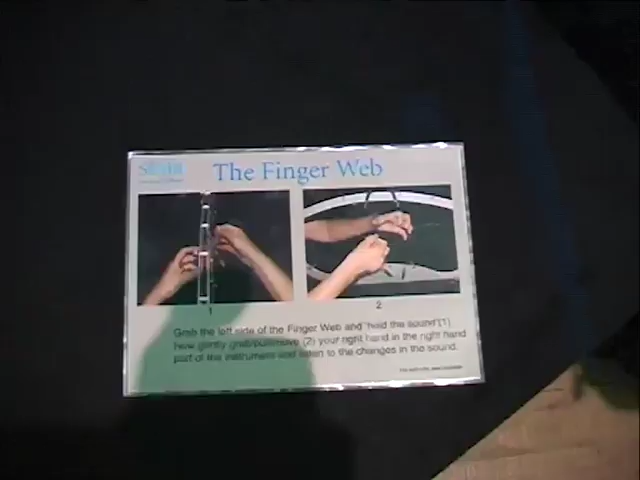 The Finger Web
1
2
Grab the left side of the Finger Web and 'hold the sound'(1)
now gently grab/pull/move (2) your right hand in the right hand
part of the instrument and listen to the changes in the sound.